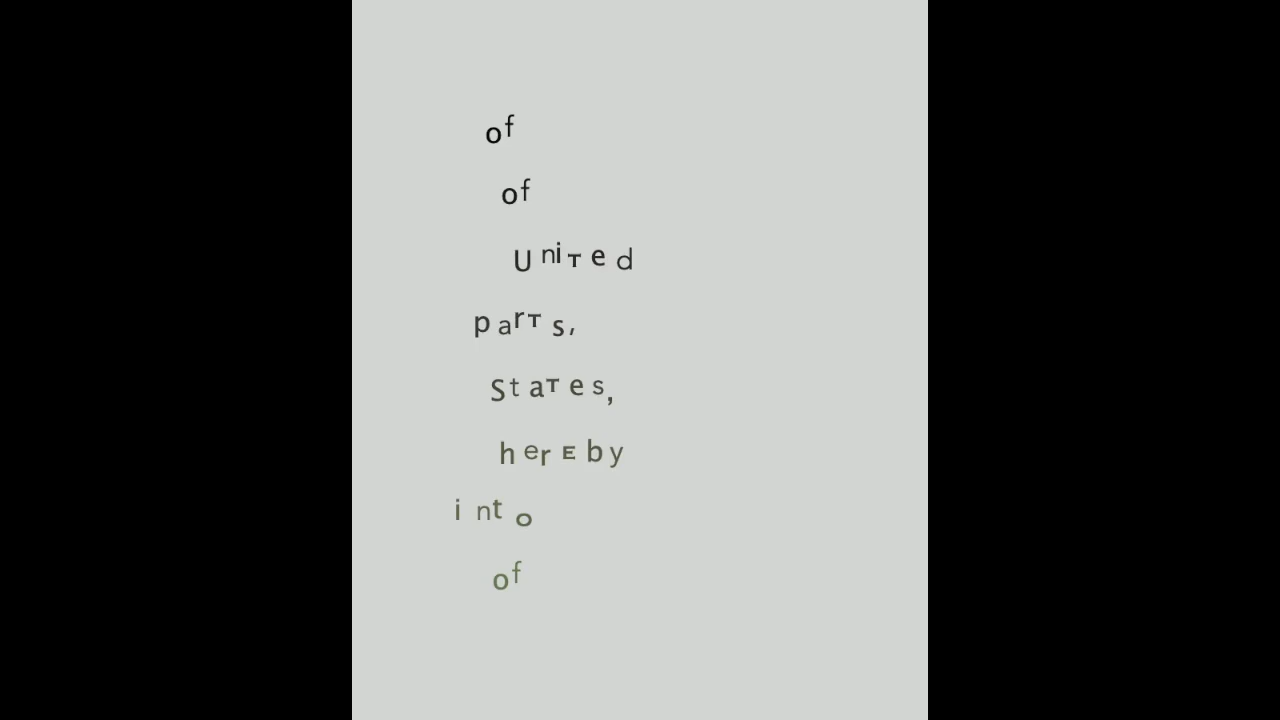 of
of
United
parts,
States,
hereby
into
of